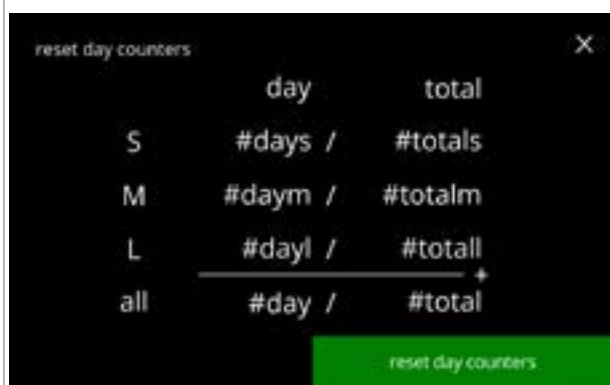 reset day counters ×
day total
S #days / #totals
M #daym / #totalm
L #dayl / #totall
+
all #day / #total
reset day counters